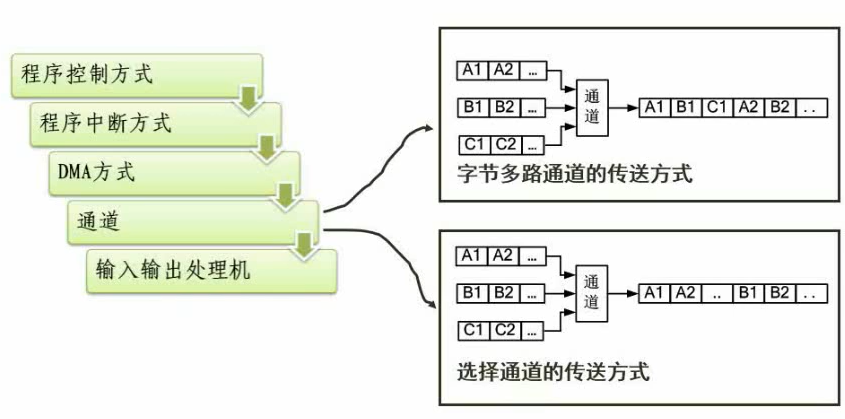 程序控制方式
程序中断方式
DMA方式
通道
输入输出处理机
A1 A2 ...
B1 B2 ...
C1 C2 ...
通道
A1 B1 C1 A2 B2 ..
字节多路通道的传送方式
A1 A2 ...
B1 B2 ...
C1 C2 ...
通道
A1 A2 .. B1 B2 ..
选择通道的传送方式